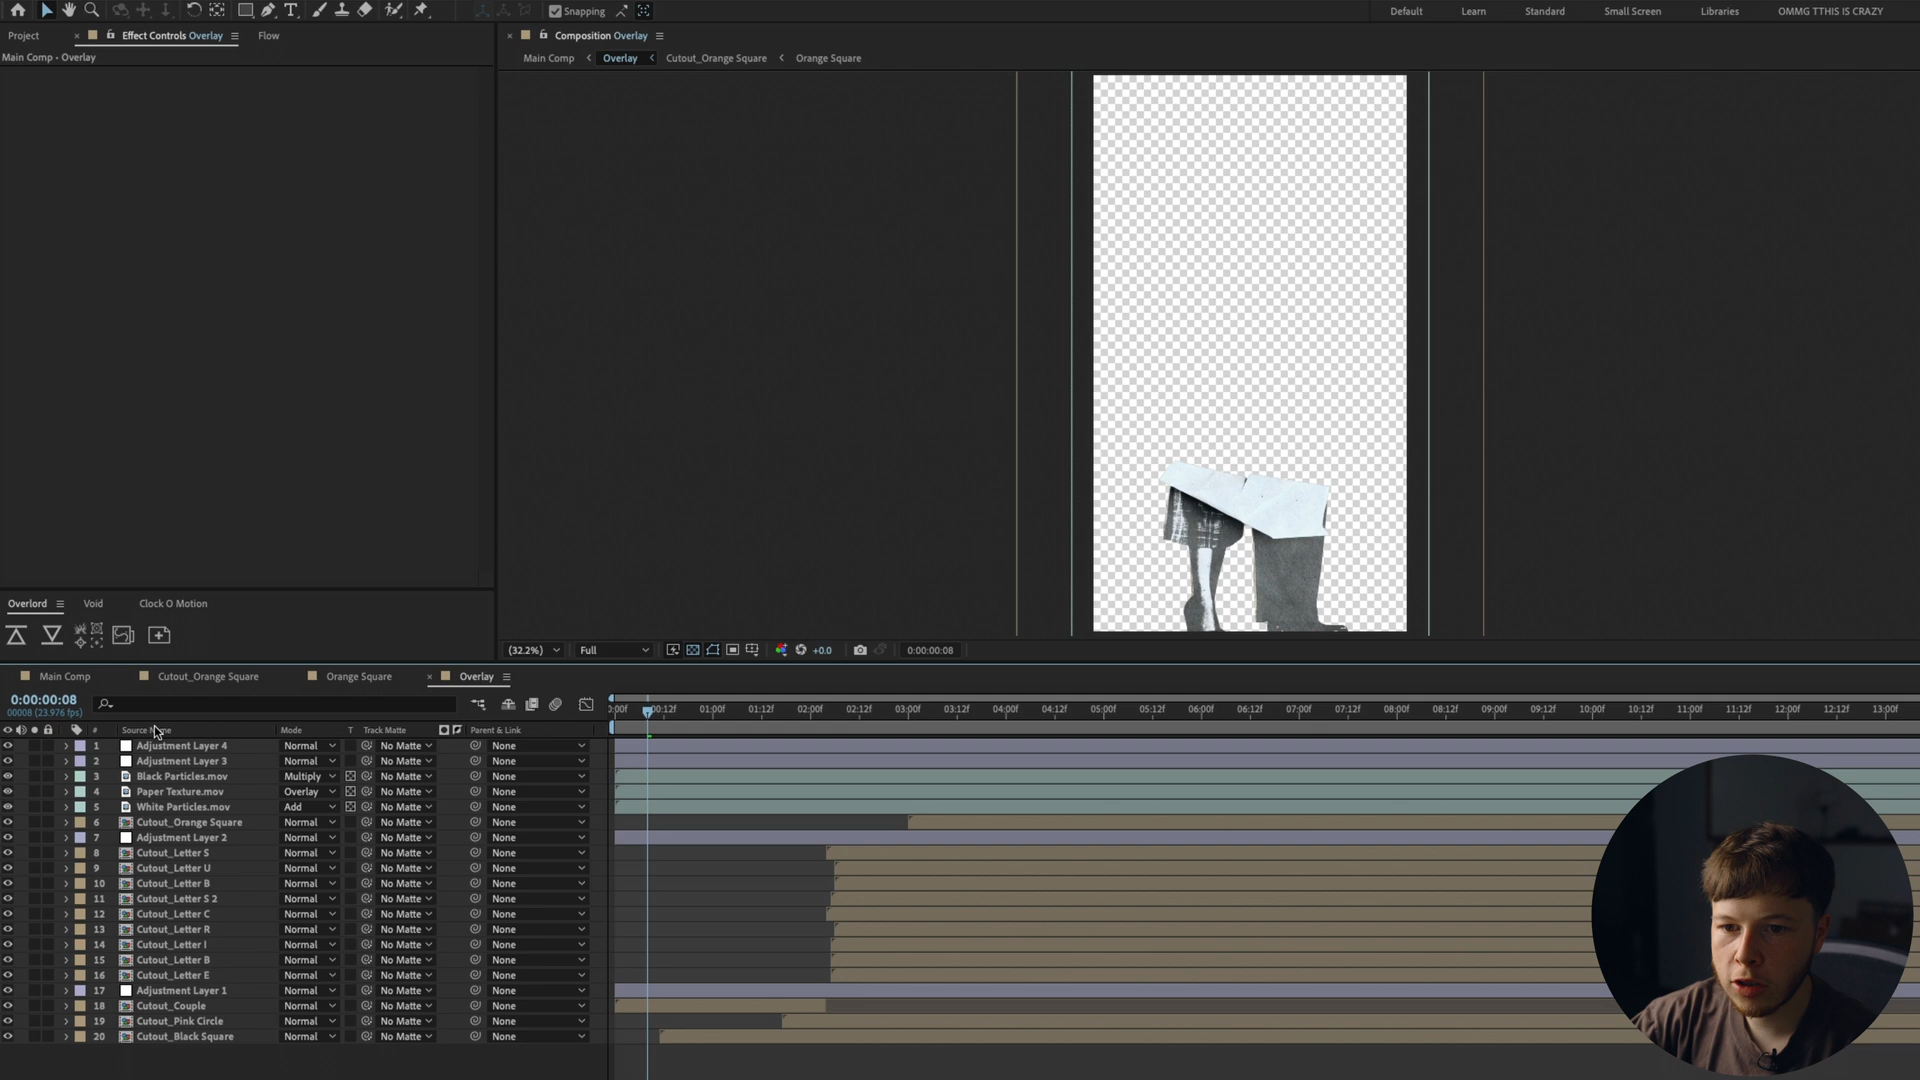 Snapping
Default
Learn
Standard
Small Screen
Libraries
OMMG TTHIS IS CRAZY
Project
Effect Controls Overlay
Flow
Composition Overlay
Main Comp - Overlay
Main Comp
Overlay
Cutout_Orange Square
Orange Square
Overlord
Void
Clock O Motion
(32.2%)
Full
+0.0
0:00:00:08
Main Comp
Cutout_Orange Square
Orange Square
Overlay
0:00:00:08
00008 (23.976 fps)
:00f 00:12f 01:00f 01:12f 02:00f 02:12f 03:00f 03:12f 04:00f 04:12f 05:00f 05:12f 06:00f 06:12f 07:00f 07:12f 08:00f 08:12f 09:00f 09:12f 10:00f 10:12f 11:00f 11:12f 12:00f 12:12f 13:00f
# Source Name Mode T Track Matte Parent & Link
1 Adjustment Layer 4 Normal No Matte None
2 Adjustment Layer 3 Normal No Matte None
3 Black Particles.mov Multiply No Matte None
4 Paper Texture.mov Overlay No Matte None
5 White Particles.mov Add No Matte None
6 Cutout_Orange Square Normal No Matte None
7 Adjustment Layer 2 Normal No Matte None
8 Cutout_Letter S Normal No Matte None
9 Cutout_Letter U Normal No Matte None
10 Cutout_Letter B Normal No Matte None
11 Cutout_Letter S 2 Normal No Matte None
12 Cutout_Letter C Normal No Matte None
13 Cutout_Letter R Normal No Matte None
14 Cutout_Letter I Normal No Matte None
15 Cutout_Letter B Normal No Matte None
16 Cutout_Letter E Normal No Matte None
17 Adjustment Layer 1 Normal No Matte None
18 Cutout_Couple Normal No Matte None
19 Cutout_Pink Circle Normal No Matte None
20 Cutout_Black Square Normal No Matte None